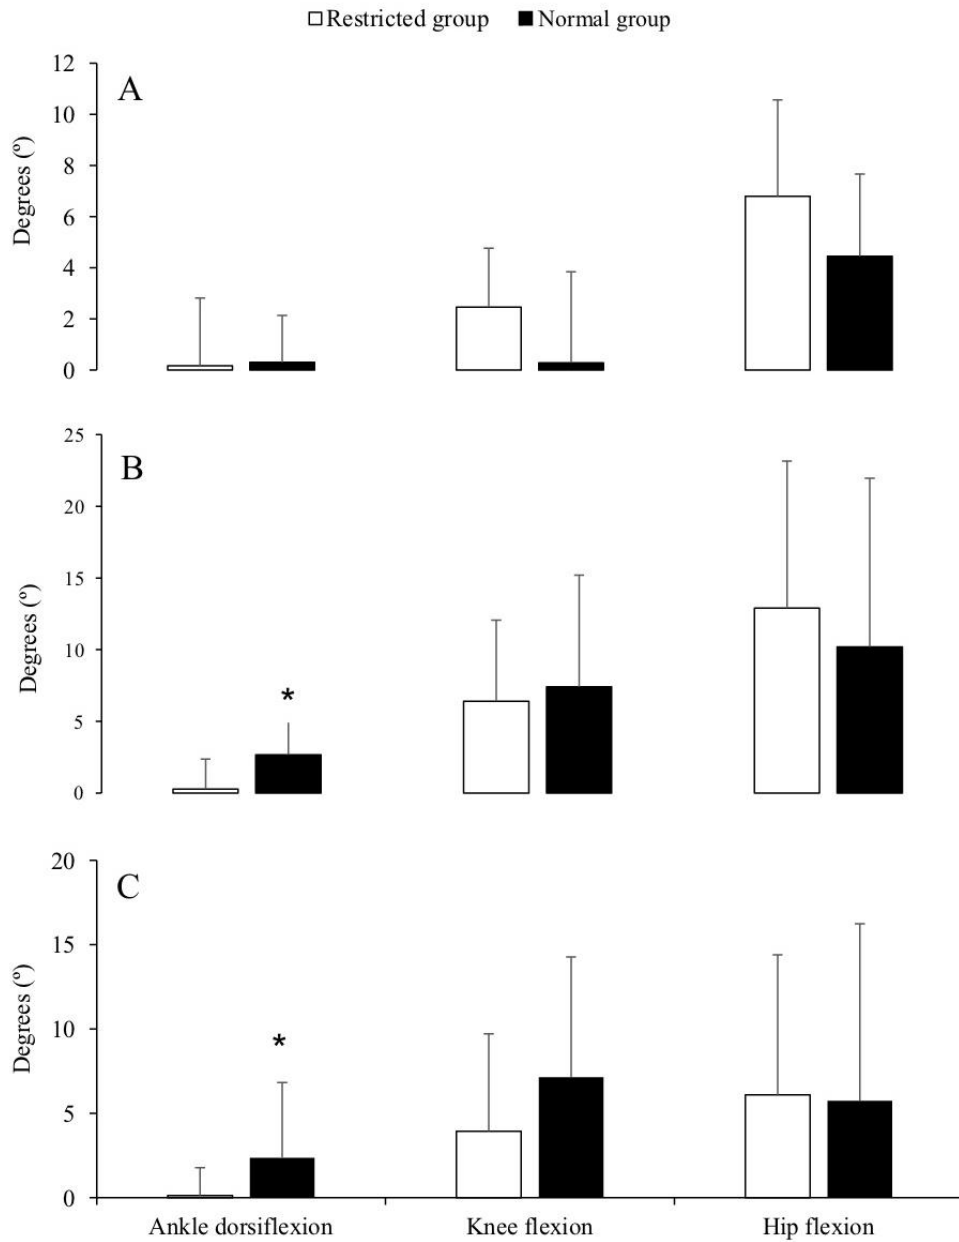 Restricted group Normal group
A
Degrees (º)
12
10
8
6
4
2
0
B
Degrees (º)
25
20
15
10
5
0
*
C
Degrees (º)
20
15
10
5
0
*
Ankle dorsiflexion Knee flexion Hip flexion